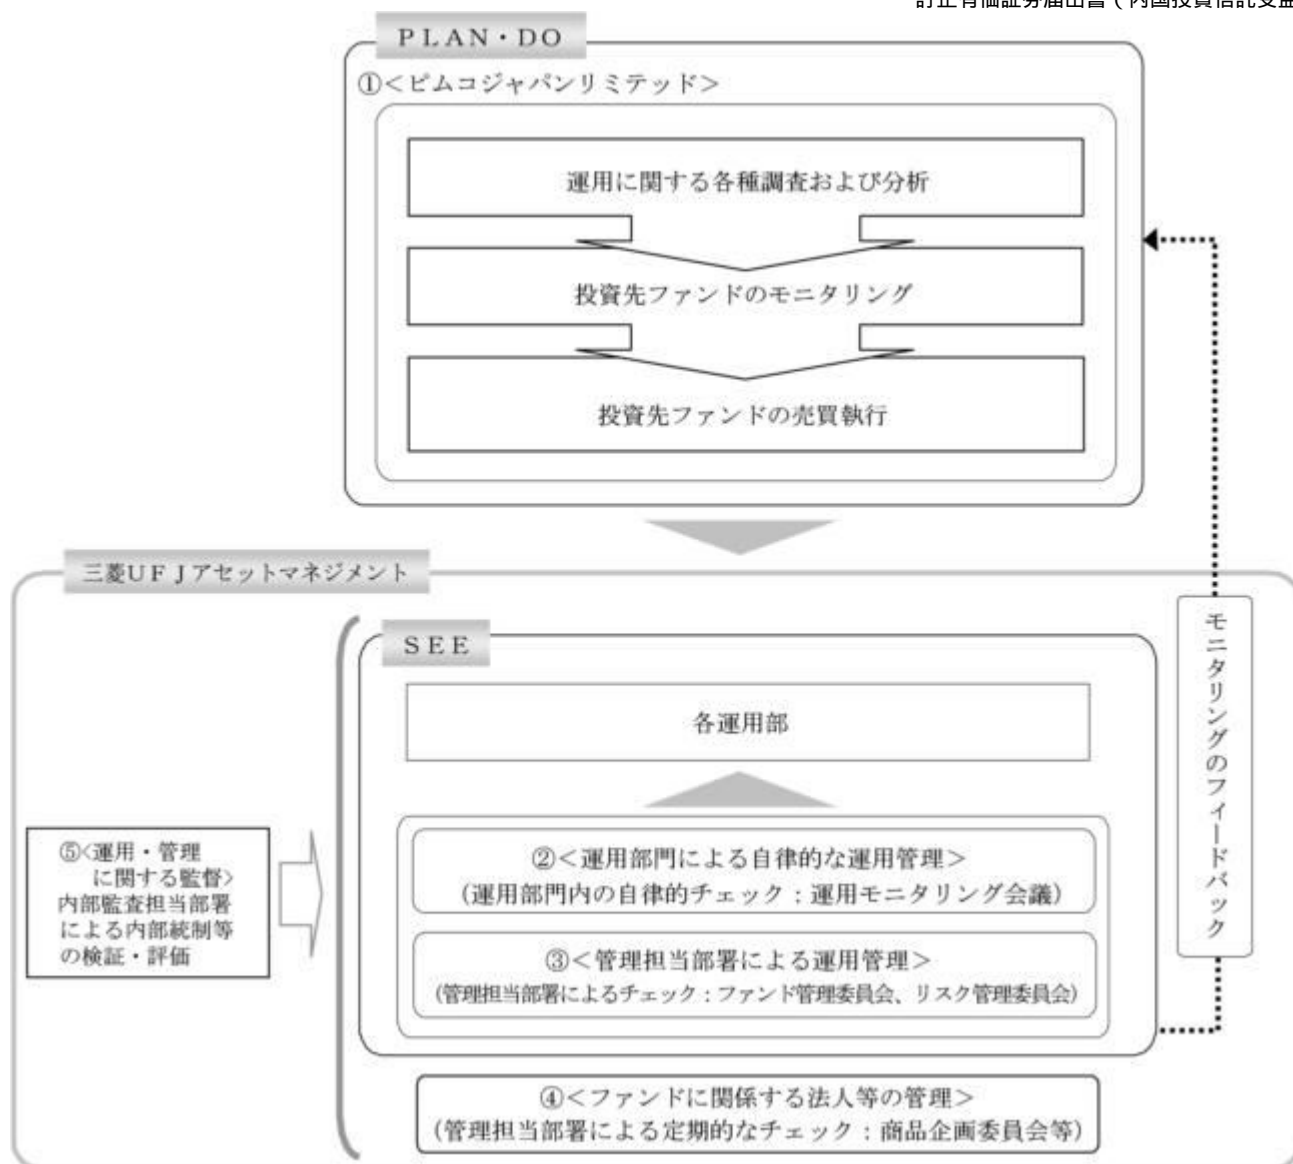 訂正有価証券届出書（内国投資信託受益
PLAN・DO
①＜ピムコジャパンリミテッド＞
運用に関する各種調査および分析
投資先ファンドのモニタリング
投資先ファンドの売買執行
三菱UFJアセットマネジメント
SEE
各運用部
モニタリングのフィードバック
⑤<運用・管理
に関する監督>
内部監査担当部署
による内部統制等
の検証・評価
②＜運用部門による自律的な運用管理＞
(運用部門内の自律的チェック：運用モニタリング会議)
③＜管理担当部署による運用管理＞
(管理担当部署によるチェック：ファンド管理委員会、リスク管理委員会)
④＜ファンドに関係する法人等の管理＞
(管理担当部署による定期的なチェック：商品企画委員会等)